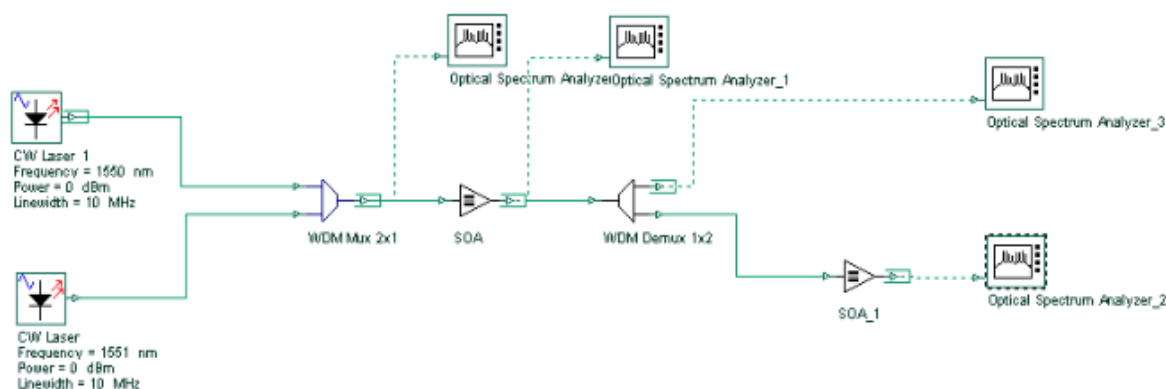 Optical Spectrum Analyzer
Optical Spectrum Analyzer_1
Optical Spectrum Analyzer_3
CW Laser 1
Frequency = 1550 nm
Power = 0 dBm
Linewidth = 10 MHz
WDM Mux 2x1
SOA
WDM Demux 1x2
SOA_1
Optical Spectrum Analyzer_2
CW Laser
Frequency = 1551 nm
Power = 0 dBm
Linewidth = 10 MHz